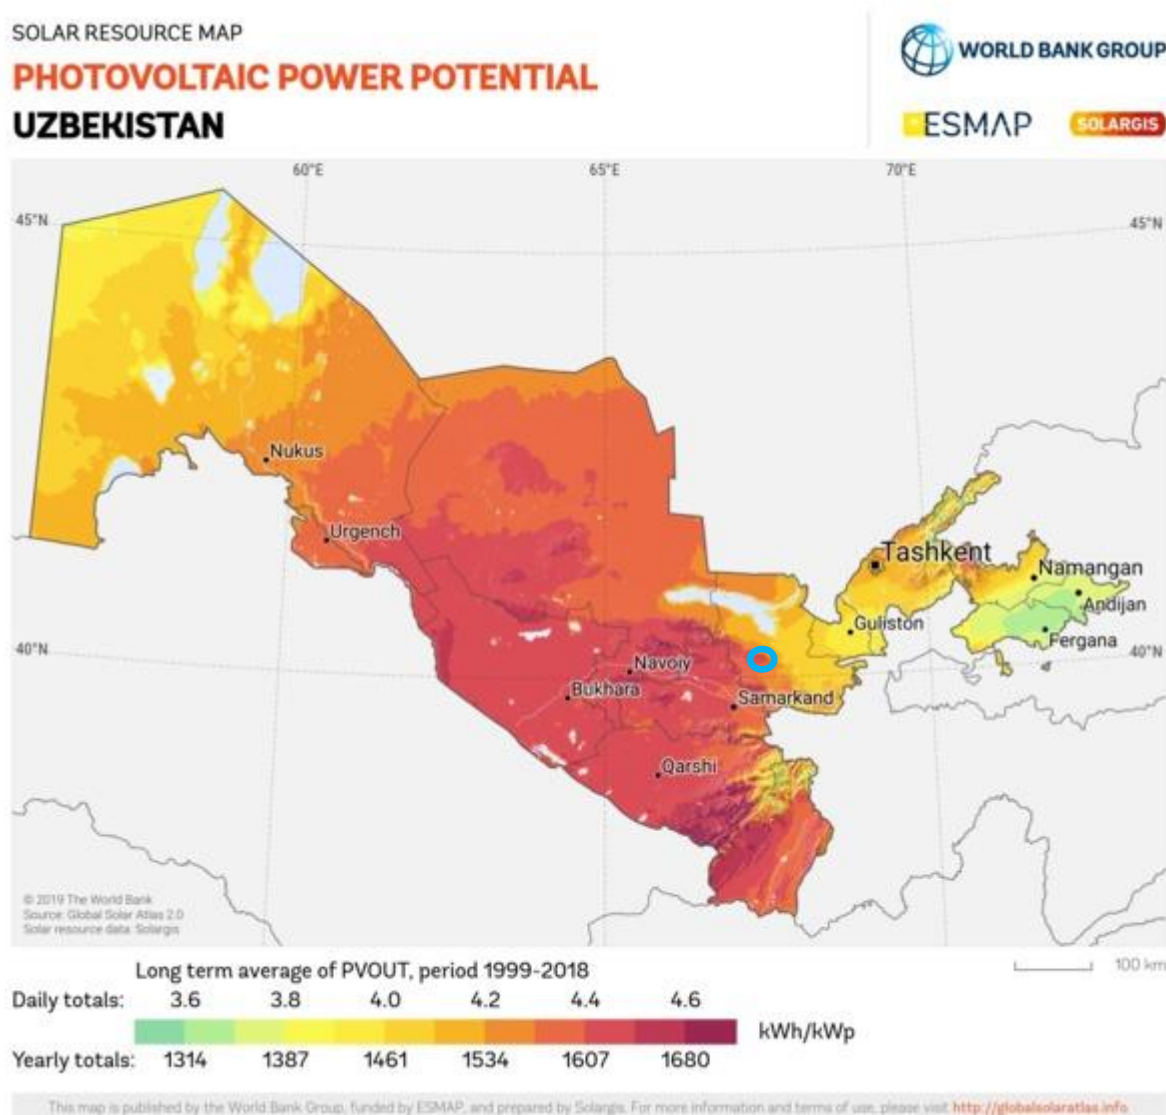 SOLAR RESOURCE MAP
PHOTOVOLTAIC POWER POTENTIAL
UZBEKISTAN
WORLD BANK GROUP
ESMAP
SOLARGIS
60°E 65°E 70°E
45°N 45°N
Nukus
Urgench
Tashkent
Namangan
Andijan
Guliston
Fergana
40°N 40°N
Navoiy
Bukhara
Samarkand
Qarshi
© 2019 The World Bank
Source: Global Solar Atlas 2.0
Solar resource data: Solargis
Long term average of PVOUT, period 1999-2018
100 km
Daily totals: 3.6 3.8 4.0 4.2 4.4 4.6
kWh/kWp
Yearly totals: 1314 1387 1461 1534 1607 1680
This map is published by the World Bank Group, funded by ESMAP, and prepared by Solargis. For more information and terms of use, please visit http://globalsolaratlas.info.